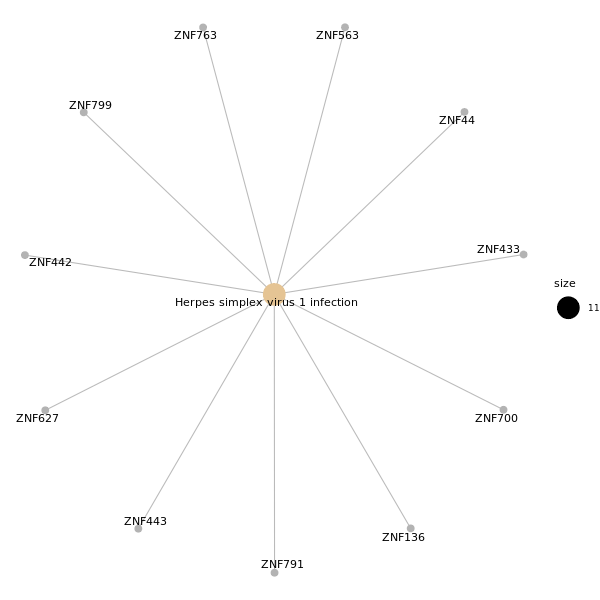 ZNF763
ZNF563
ZNF799
ZNF44
ZNF433
ZNF442
size
Herpes simplex virus 1 infection
11
ZNF627
ZNF700
ZNF443
ZNF136
ZNF791